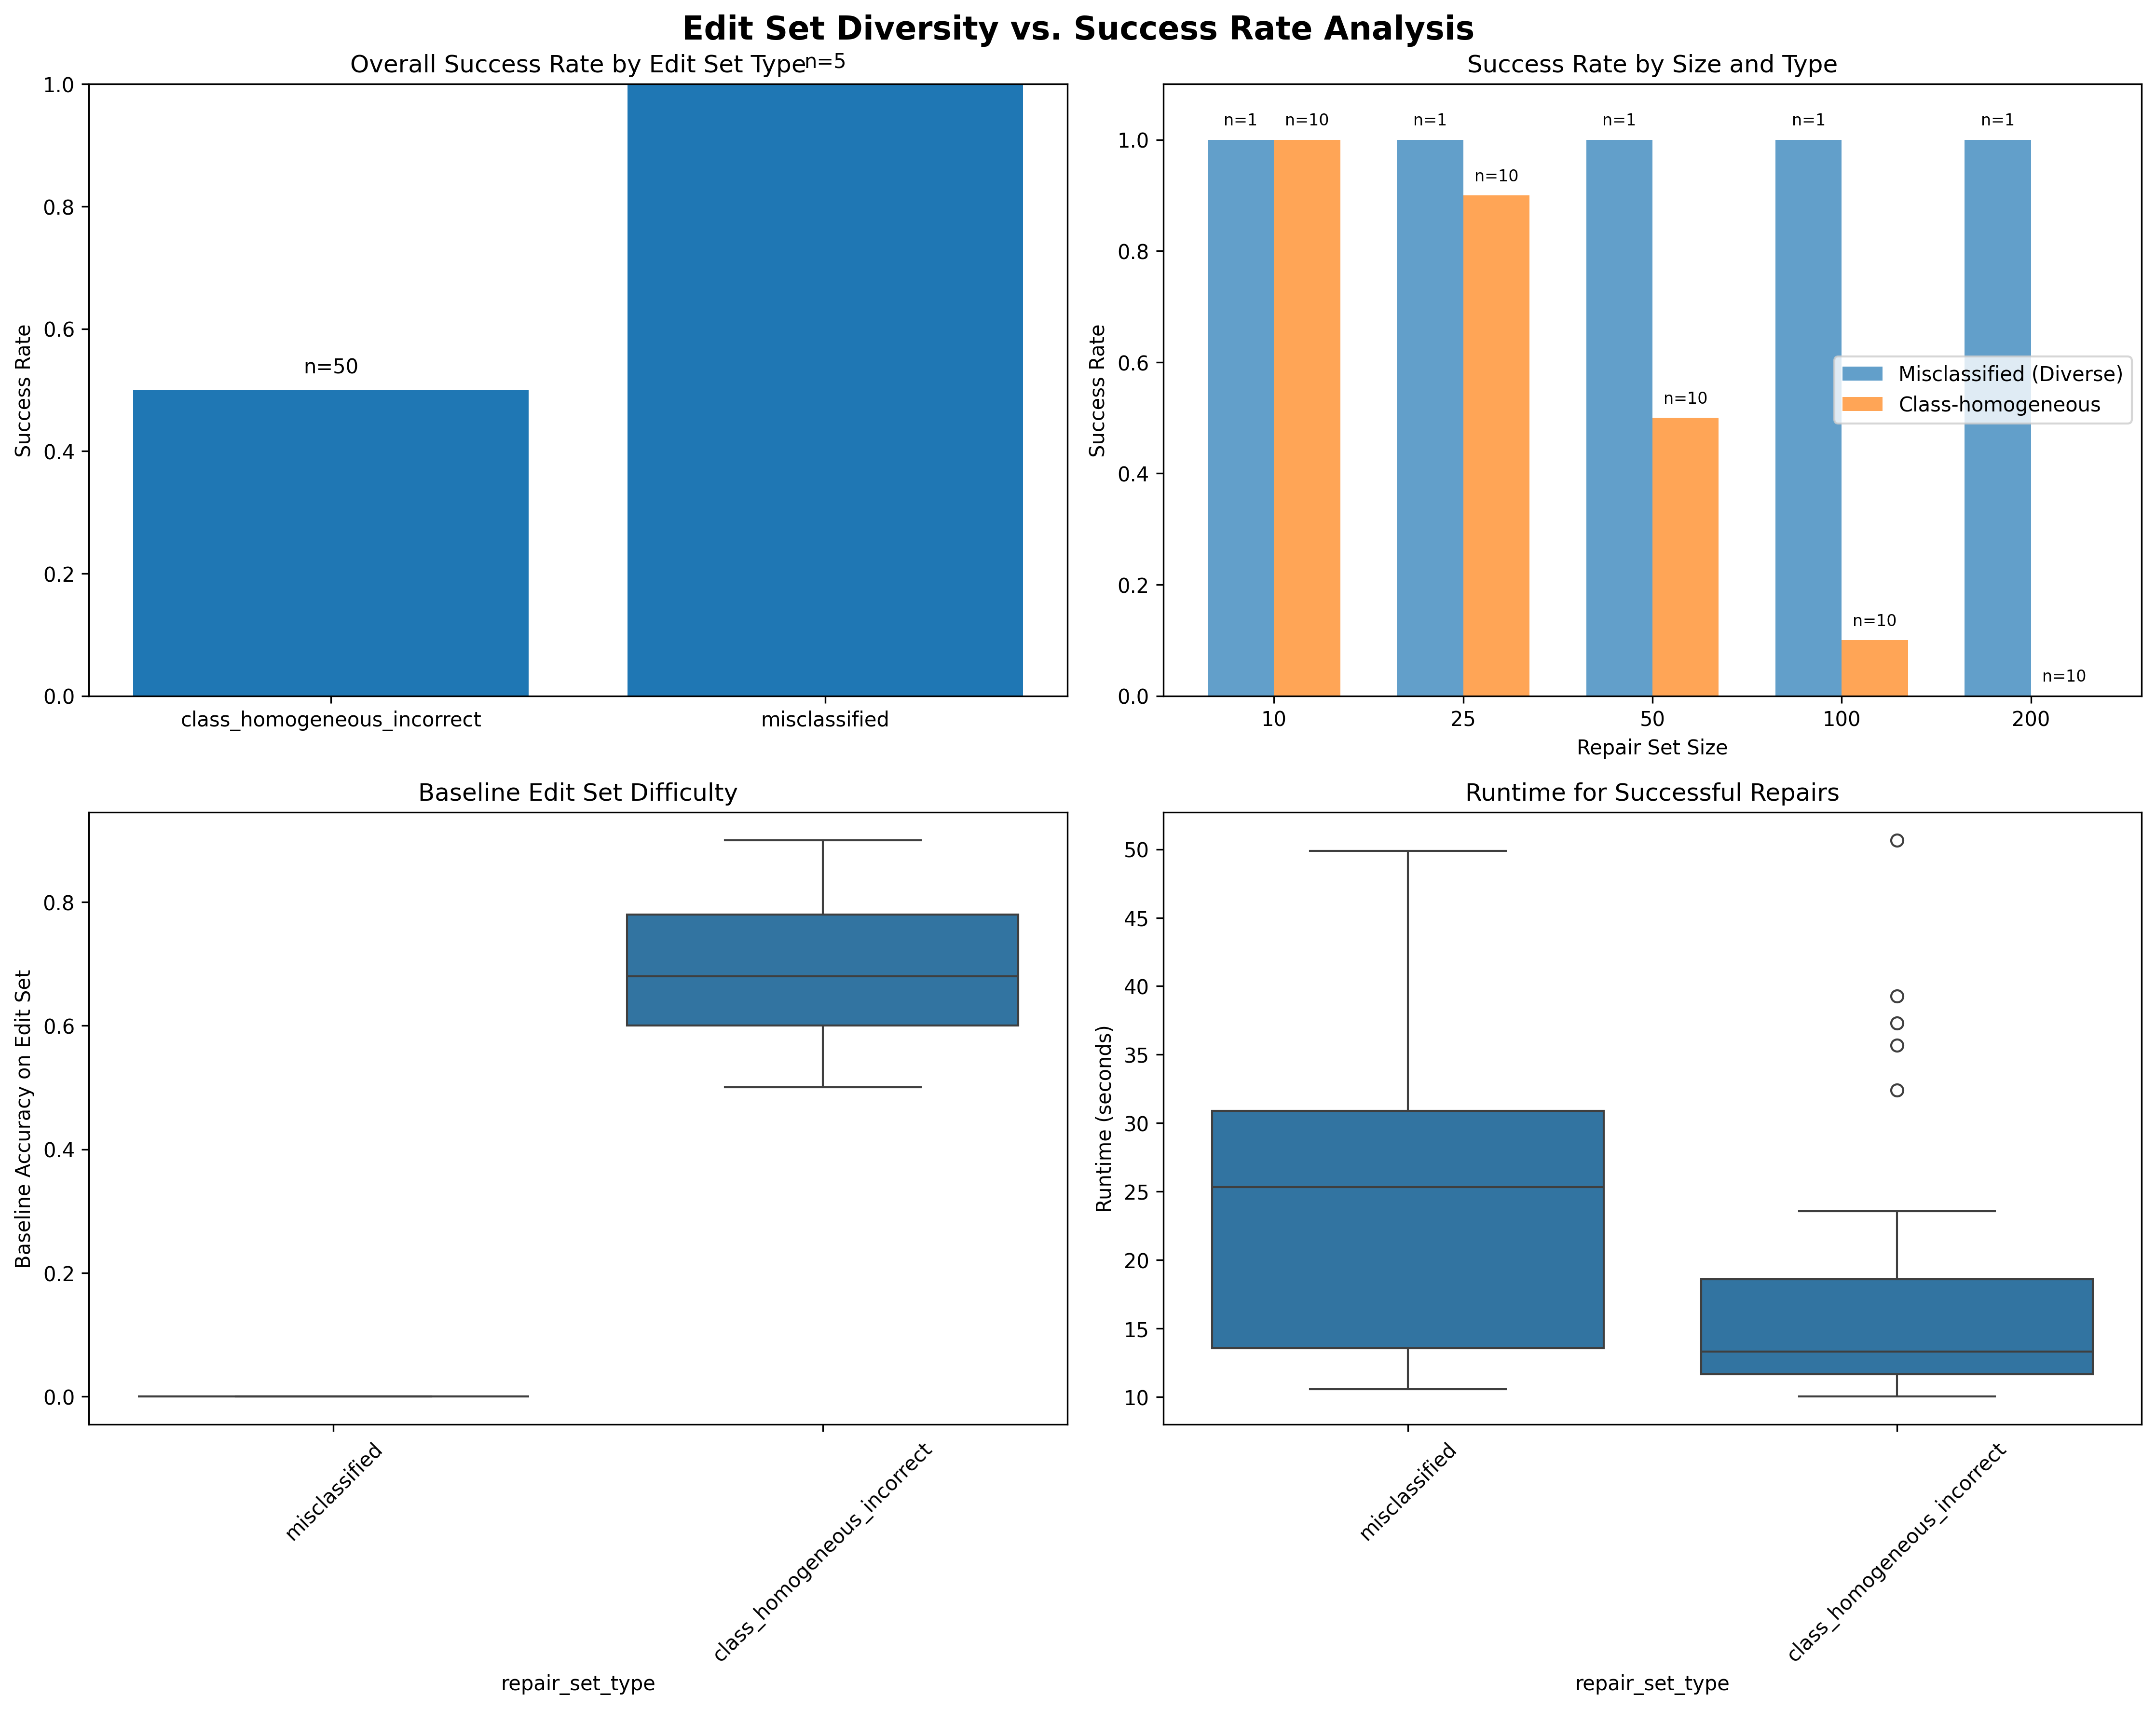 Edit Set Diversity vs. Success Rate Analysis
Overall Success Rate by Edit Set Type
n=5
n=50
Success Rate
1.0
0.8
0.6
0.4
0.2
0.0
class_homogeneous_incorrect
misclassified
Success Rate by Size and Type
n=1
n=10
n=1
n=10
n=1
n=10
n=1
n=10
n=1
n=10
Misclassified (Diverse)
Class-homogeneous
Success Rate
1.0
0.8
0.6
0.4
0.2
0.0
10
25
50
100
200
Repair Set Size
Baseline Edit Set Difficulty
Baseline Accuracy on Edit Set
0.8
0.6
0.4
0.2
0.0
misclassified
class_homogeneous_incorrect
repair_set_type
Runtime for Successful Repairs
Runtime (seconds)
50
45
40
35
30
25
20
15
10
misclassified
class_homogeneous_incorrect
repair_set_type